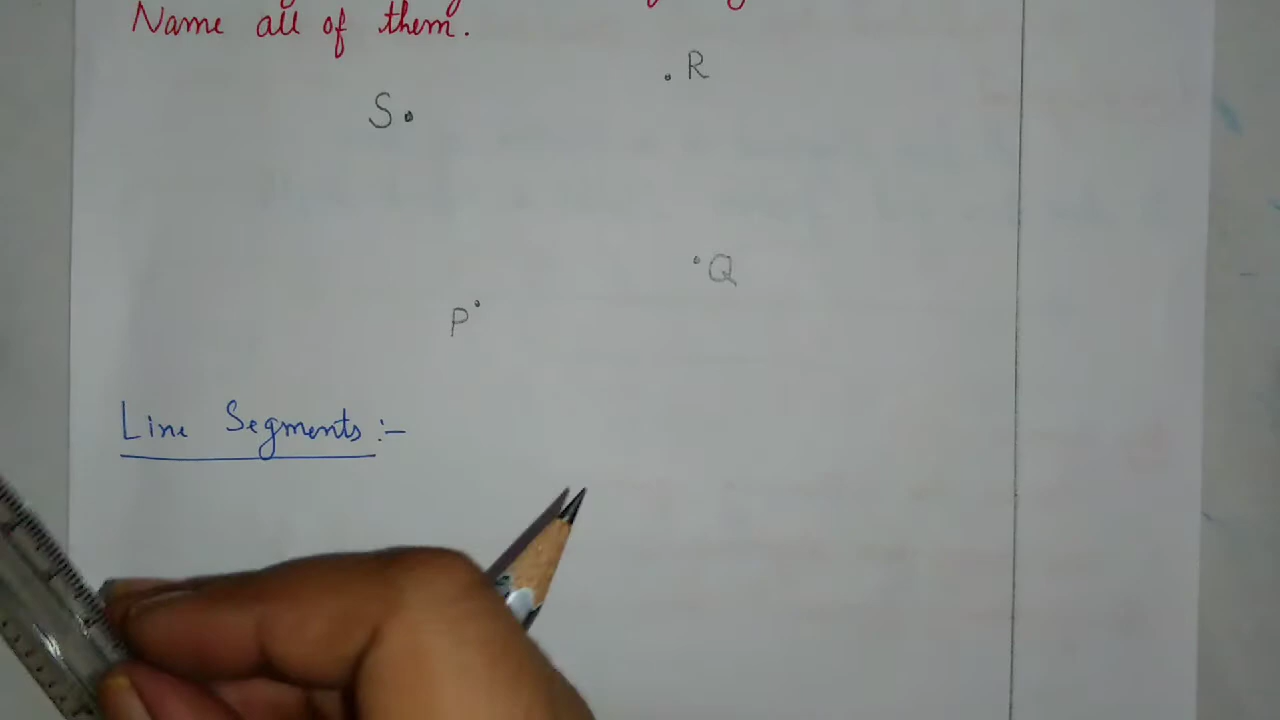 Name all of them.
R
S
Q
P
Line Segments :-